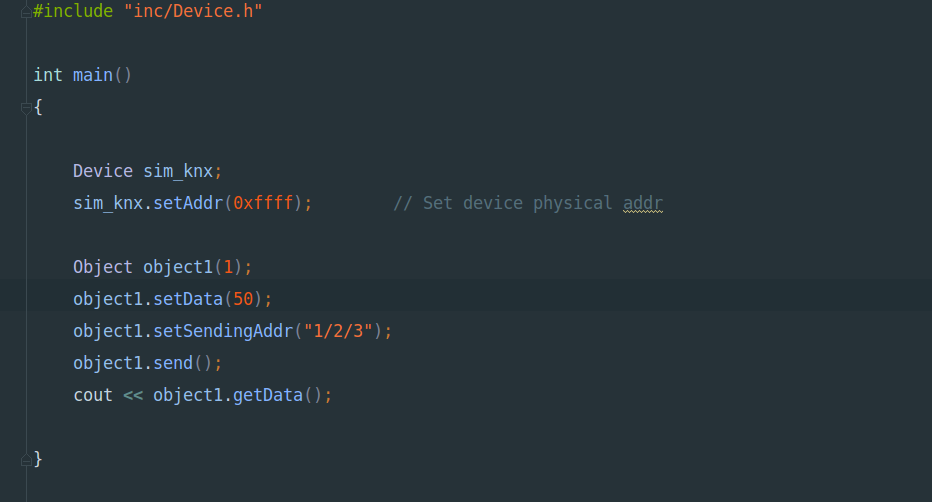 #include "inc/Device.h"
int main()
{
Device sim_knx;
sim_knx.setAddr(0xffff);        // Set device physical addr
Object object1(1);
object1.setData(50);
object1.setSendingAddr("1/2/3");
object1.send();
cout << object1.getData();
}